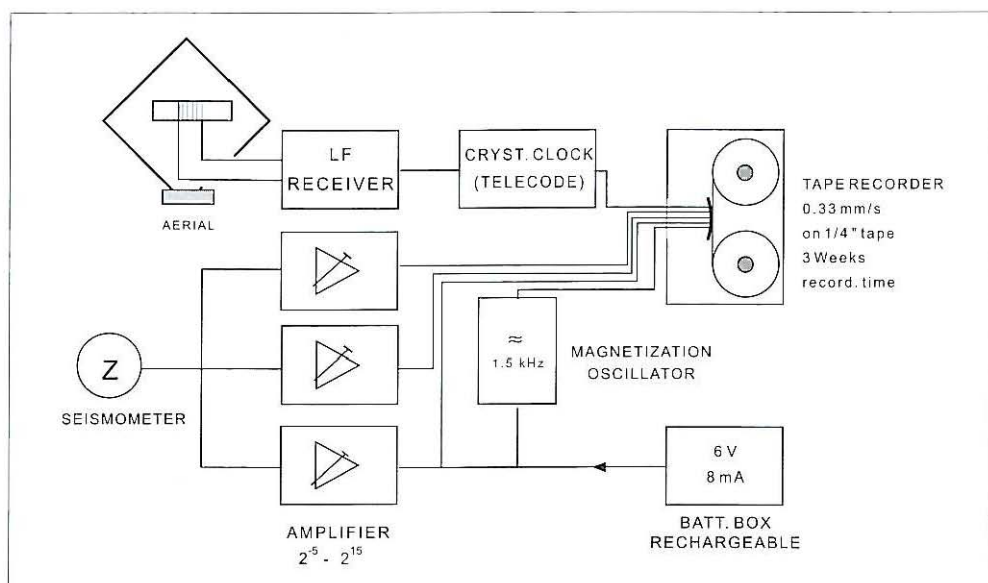 LF
RECEIVER
CRYST. CLOCK
(TELECODE)
AERIAL
TAPE RECORDER
0.33 mm/s
on 1/4" tape
3 Weeks
record. time
≈
1.5 kHz
MAGNETIZATION
OSCILLATOR
Z
SEISMOMETER
6 V
8 mA
AMPLIFIER
2⁻⁵ - 2¹⁵
BATT. BOX
RECHARGEABLE